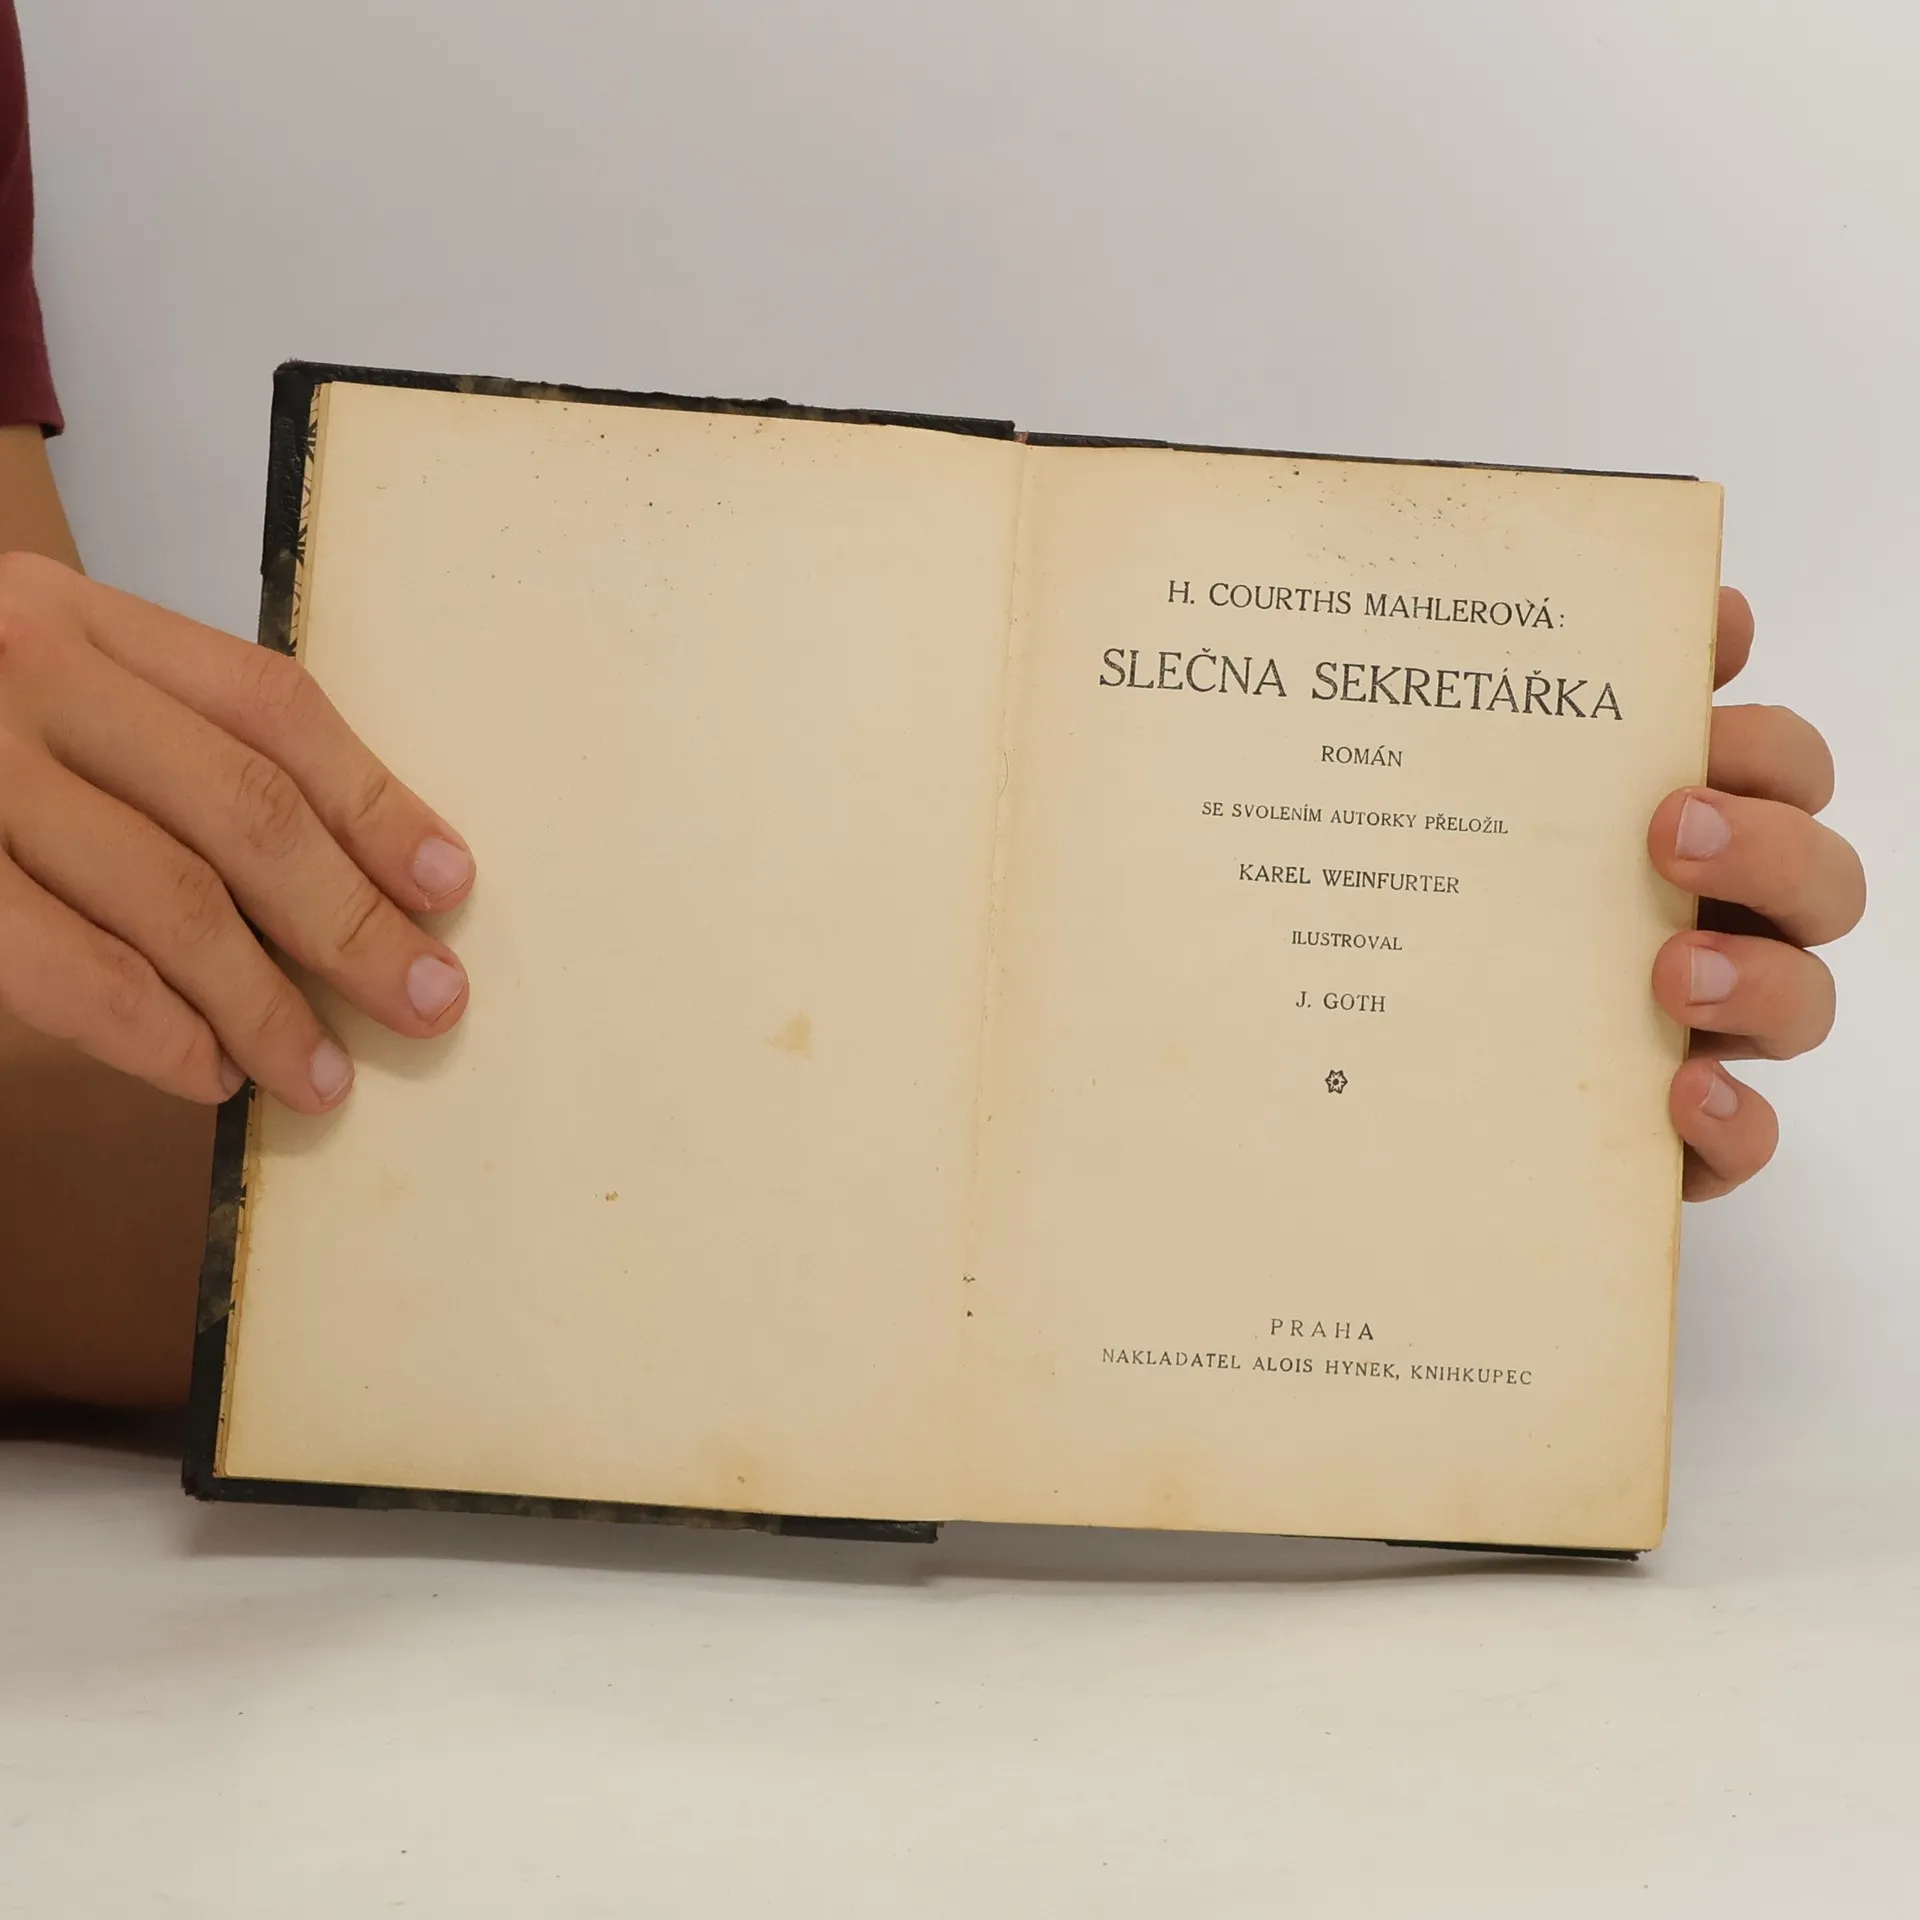 H. COURTHS MAHLEROVÁ:
SLEČNA SEKRETÁŘKA
ROMÁN
SE SVOLENÍM AUTORKY PŘELOŽIL
KAREL WEINFURTER
ILUSTROVAL
J. GOTH
PRAHA
NAKLADATEL ALOIS HYNEK, KNIHKUPEC